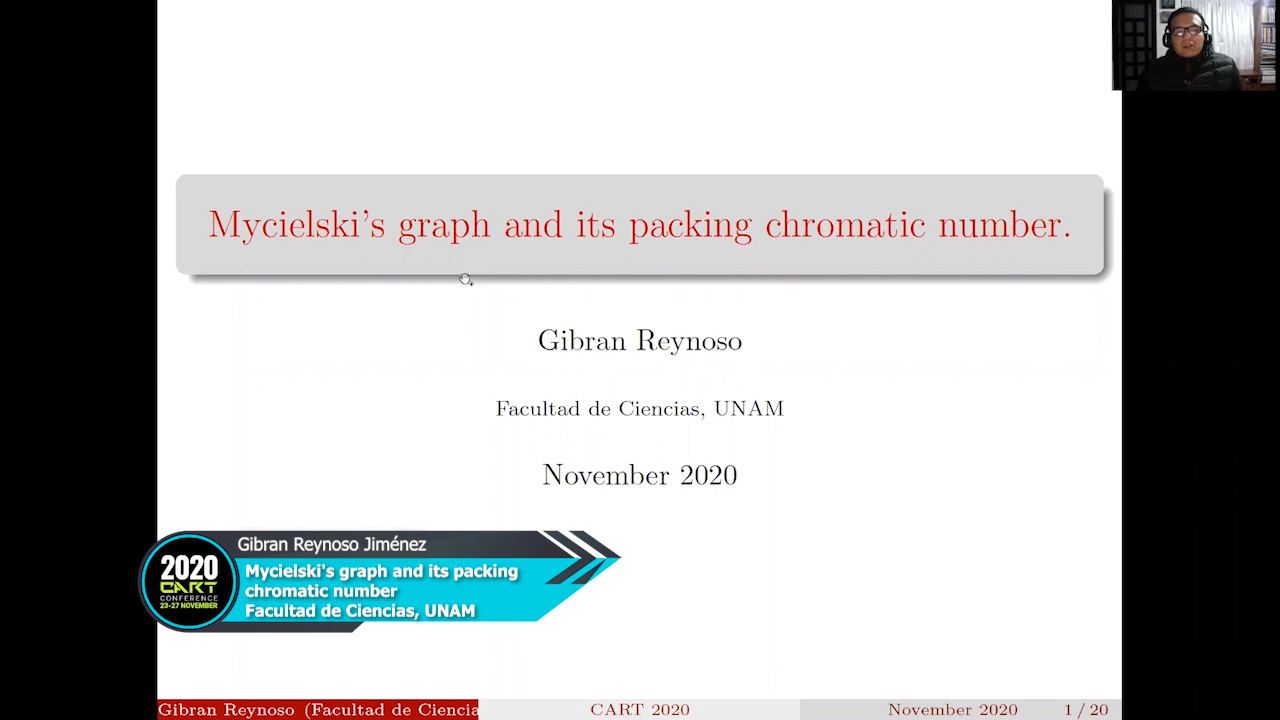 Mycielski's graph and its packing chromatic number.
Gibran Reynoso
Facultad de Ciencias, UNAM
November 2020
Gibran Reynoso Jiménez
2020
CART
CONFERENCE
23-27 NOVEMBER
Mycielski's graph and its packing
chromatic number
Facultad de Ciencias, UNAM
Gibran Reynoso (Facultad de Ciencia
CART 2020
November 2020
1 / 20